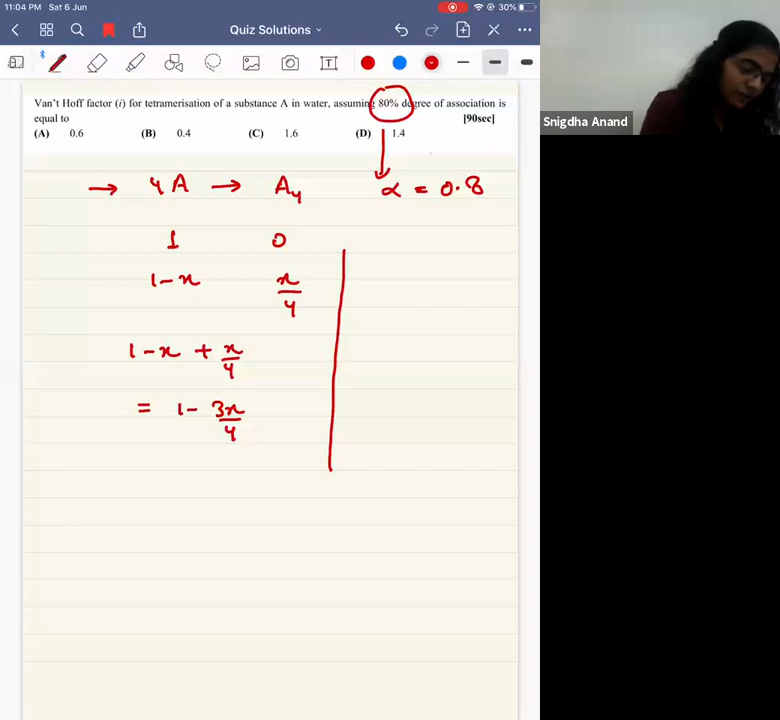 11:04 PM Sat 6 Jun 30%
Quiz Solutions
Van't Hoff factor (i) for tetramerisation of a substance A in water, assuming 80% degree of association is
equal to [90sec]
(A) 0.6 (B) 0.4 (C) 1.6 (D) 1.4
→ 4A → A₄ α = 0.8
1 0
1-x x/4
1-x + x/4
= 1- 3x/4
Snigdha Anand